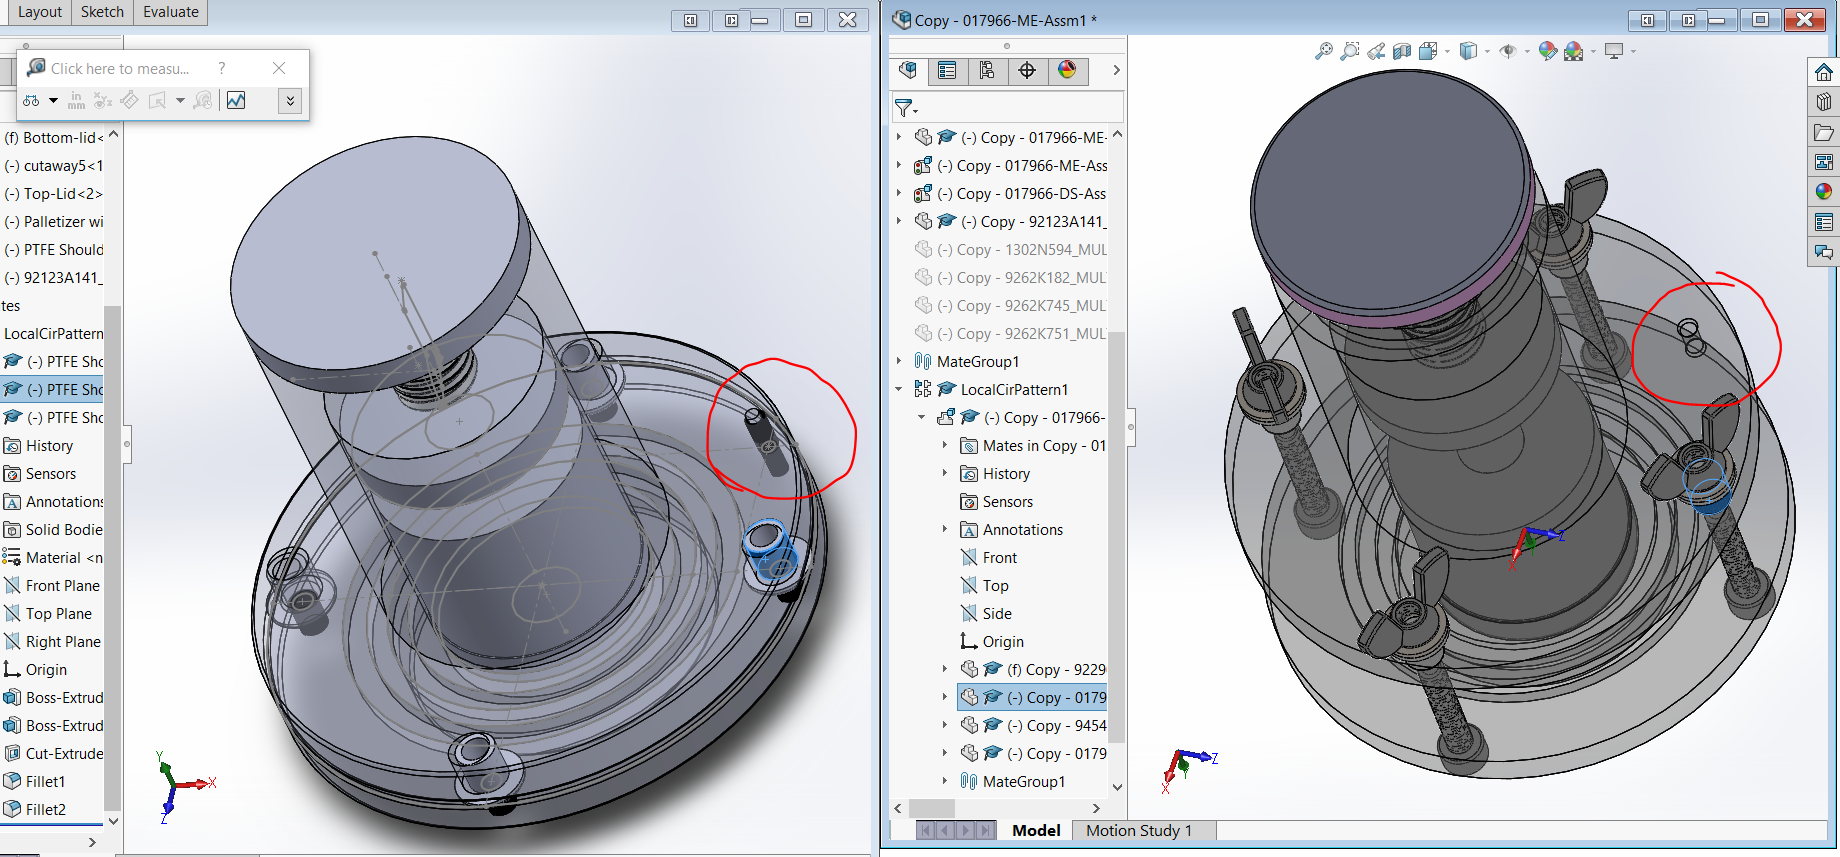 Layout Sketch Evaluate
Click here to measu... ?
in
mm
(f) Bottom-lid<
(-) cutaway5<1
(-) Top-Lid<2>
(-) Palletizer wi
(-) PTFE Should
(-) 92123A141_
tes
LocalCirPattern
(-) PTFE Shc
(-) PTFE Shc
(-) PTFE Shc
History
Sensors
Annotations
Solid Bodie
Material <n
Front Plane
Top Plane
Right Plane
Origin
Boss-Extrud
Boss-Extrud
Cut-Extrude
Fillet1
Fillet2
Y
X
Z
Copy - 017966-ME-Assm1 *
(-) Copy - 017966-ME-
(-) Copy - 017966-ME-Ass
(-) Copy - 017966-DS-Ass
(-) Copy - 92123A141_
(-) Copy - 1302N594_MUL
(-) Copy - 9262K182_MUL
(-) Copy - 9262K745_MUL
(-) Copy - 9262K751_MUL
MateGroup1
LocalCirPattern1
(-) Copy - 017966-
Mates in Copy - 01
History
Sensors
Annotations
Front
Top
Side
Origin
(f) Copy - 9229
(-) Copy - 0179
(-) Copy - 9454
(-) Copy - 0179
MateGroup1
Z
X
Z
Y
X
Model Motion Study 1